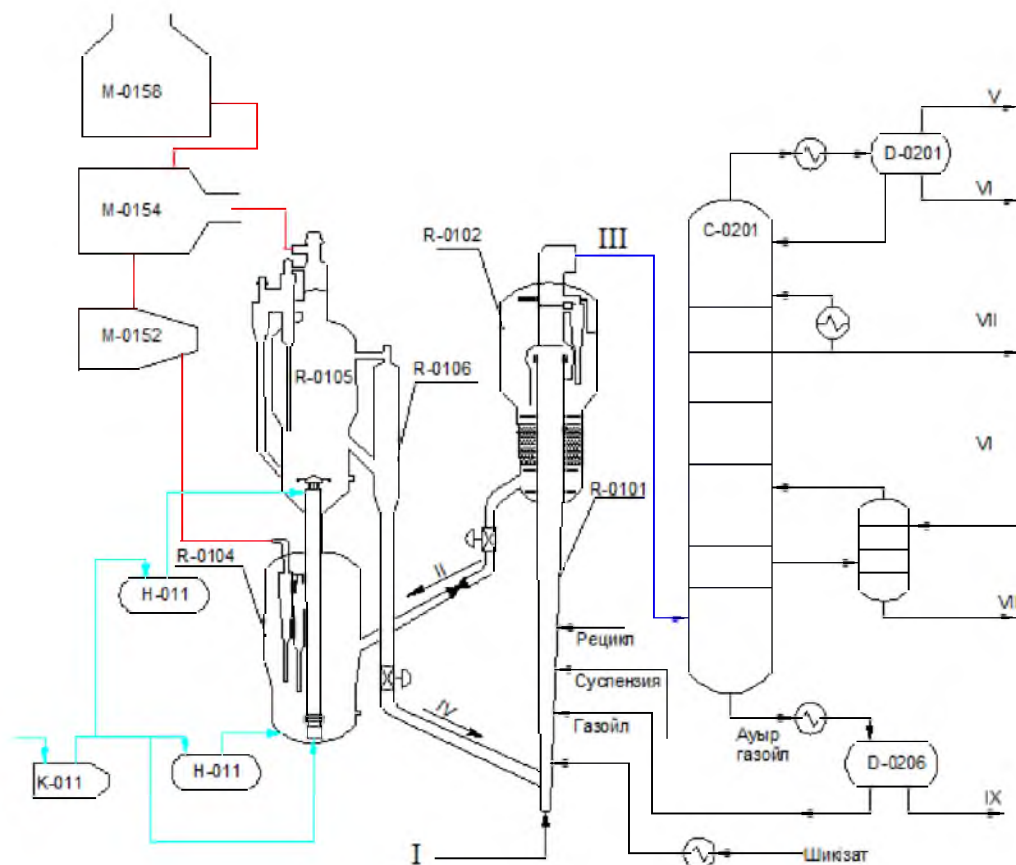 M-0158
V
D-0201
VI
M-0154
C-0201
R-0102
III
VII
M-0152
R-0105
R-0106
VI
R-0101
R-0104
H-011
II
VII
Рецикл
Суспензия
IV
Газойл
Ауыр
газойл
K-011
H-011
D-0206
IX
I
Шикізат